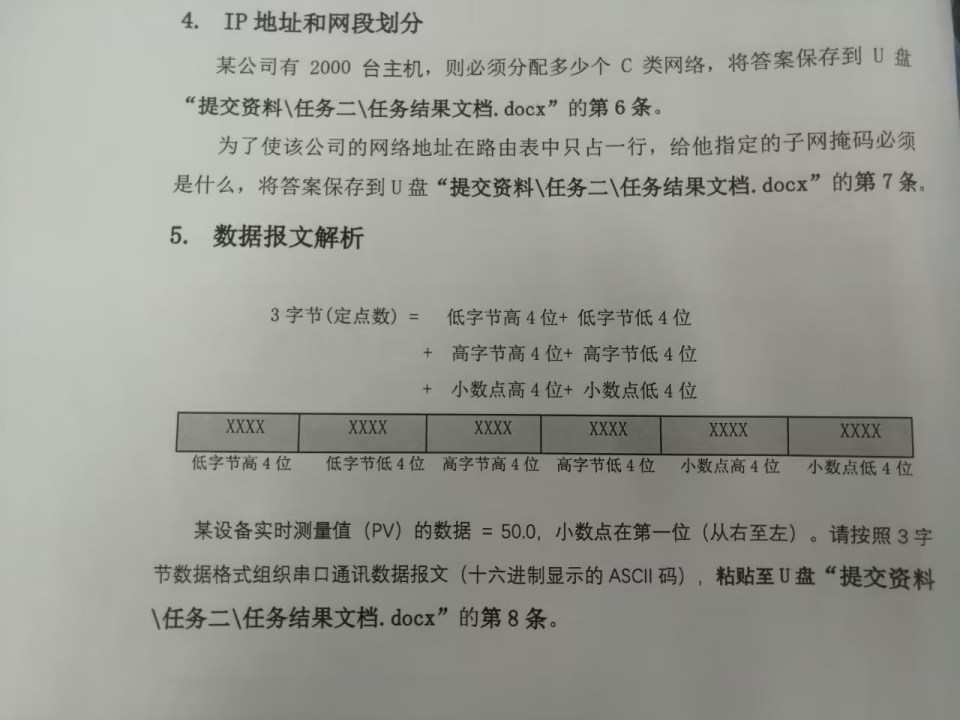 4. IP 地址和网段划分
某公司有 2000 台主机，则必须分配多少个 C 类网络，将答案保存到 U 盘
“提交资料\任务二\任务结果文档.docx”的第 6 条。
为了使该公司的网络地址在路由表中只占一行，给他指定的子网掩码必须
是什么，将答案保存到 U 盘“提交资料\任务二\任务结果文档.docx”的第 7 条。
5. 数据报文解析
3 字节(定点数) = 低字节高 4 位+ 低字节低 4 位
+ 高字节高 4 位+ 高字节低 4 位
+ 小数点高 4 位+ 小数点低 4 位
XXXX XXXX XXXX XXXX XXXX XXXX
低字节高 4 位 低字节低 4 位 高字节高 4 位 高字节低 4 位 小数点高 4 位 小数点低 4 位
某设备实时测量值（PV）的数据 = 50.0，小数点在第一位（从右至左）。请按照 3 字
节数据格式组织串口通讯数据报文（十六进制显示的 ASCII 码），粘贴至 U 盘“提交资料
\任务二\任务结果文档.docx”的第 8 条。